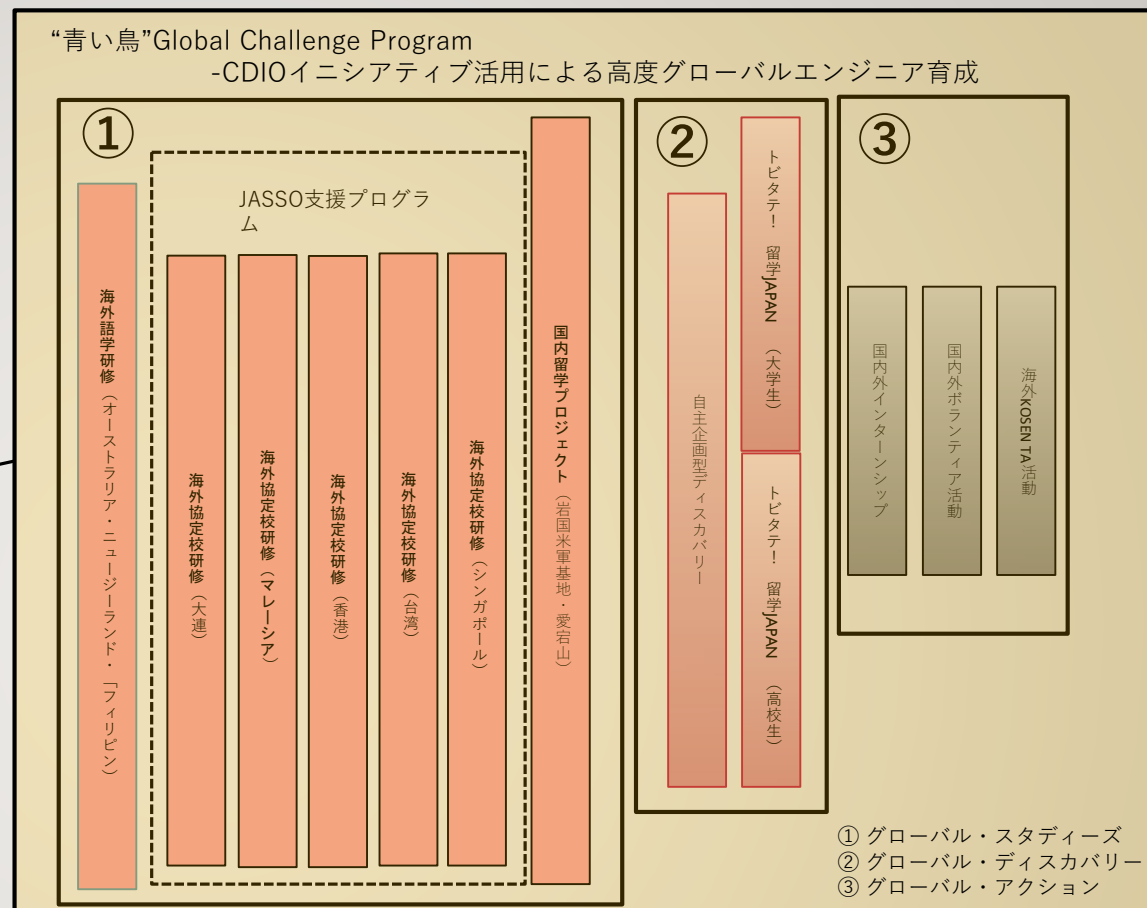 “青い鳥”Global Challenge Program
-CDIOイニシアティブ活用による高度グローバルエンジニア育成
①
海外語学研修（オーストラリア・ニュージーランド・「フィリピン）
JASSO支援プログラ
ム
海外協定校研修（大連）
海外協定校研修（マレーシア）
海外協定校研修（香港）
海外協定校研修（台湾）
海外協定校研修（シンガポール）
国内留学プロジェクト（岩国米軍基地・愛宕山）
②
自主企画型ディスカバリー
トビタテ！　留学JAPAN　（大学生）
トビタテ！　留学JAPAN　（高校生）
③
国内外インターンシップ
国内外ボランティア活動
海外KOSEN TA活動
① グローバル・スタディーズ
② グローバル・ディスカバリー
③ グローバル・アクション